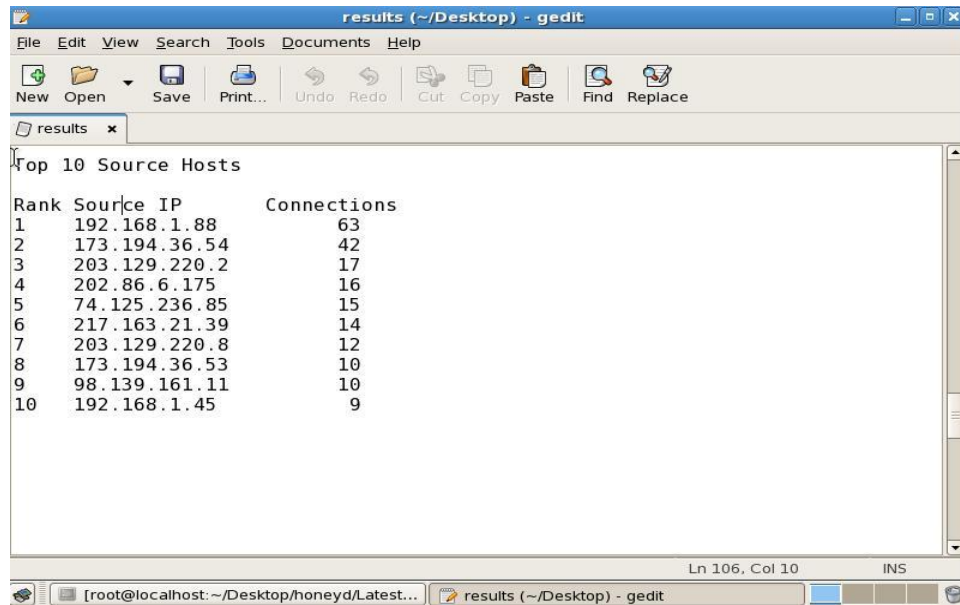 results (~/Desktop) - gedit
File Edit View Search Tools Documents Help
New Open Save Print... Undo Redo Cut Copy Paste Find Replace
results
Top 10 Source Hosts
Rank Source IP Connections
1 192.168.1.88 63
2 173.194.36.54 42
3 203.129.220.2 17
4 202.86.6.175 16
5 74.125.236.85 15
6 217.163.21.39 14
7 203.129.220.8 12
8 173.194.36.53 10
9 98.139.161.11 10
10 192.168.1.45 9
Ln 106, Col 10 INS
[root@localhost:~/Desktop/honeyd/Latest... results (~/Desktop) - gedit